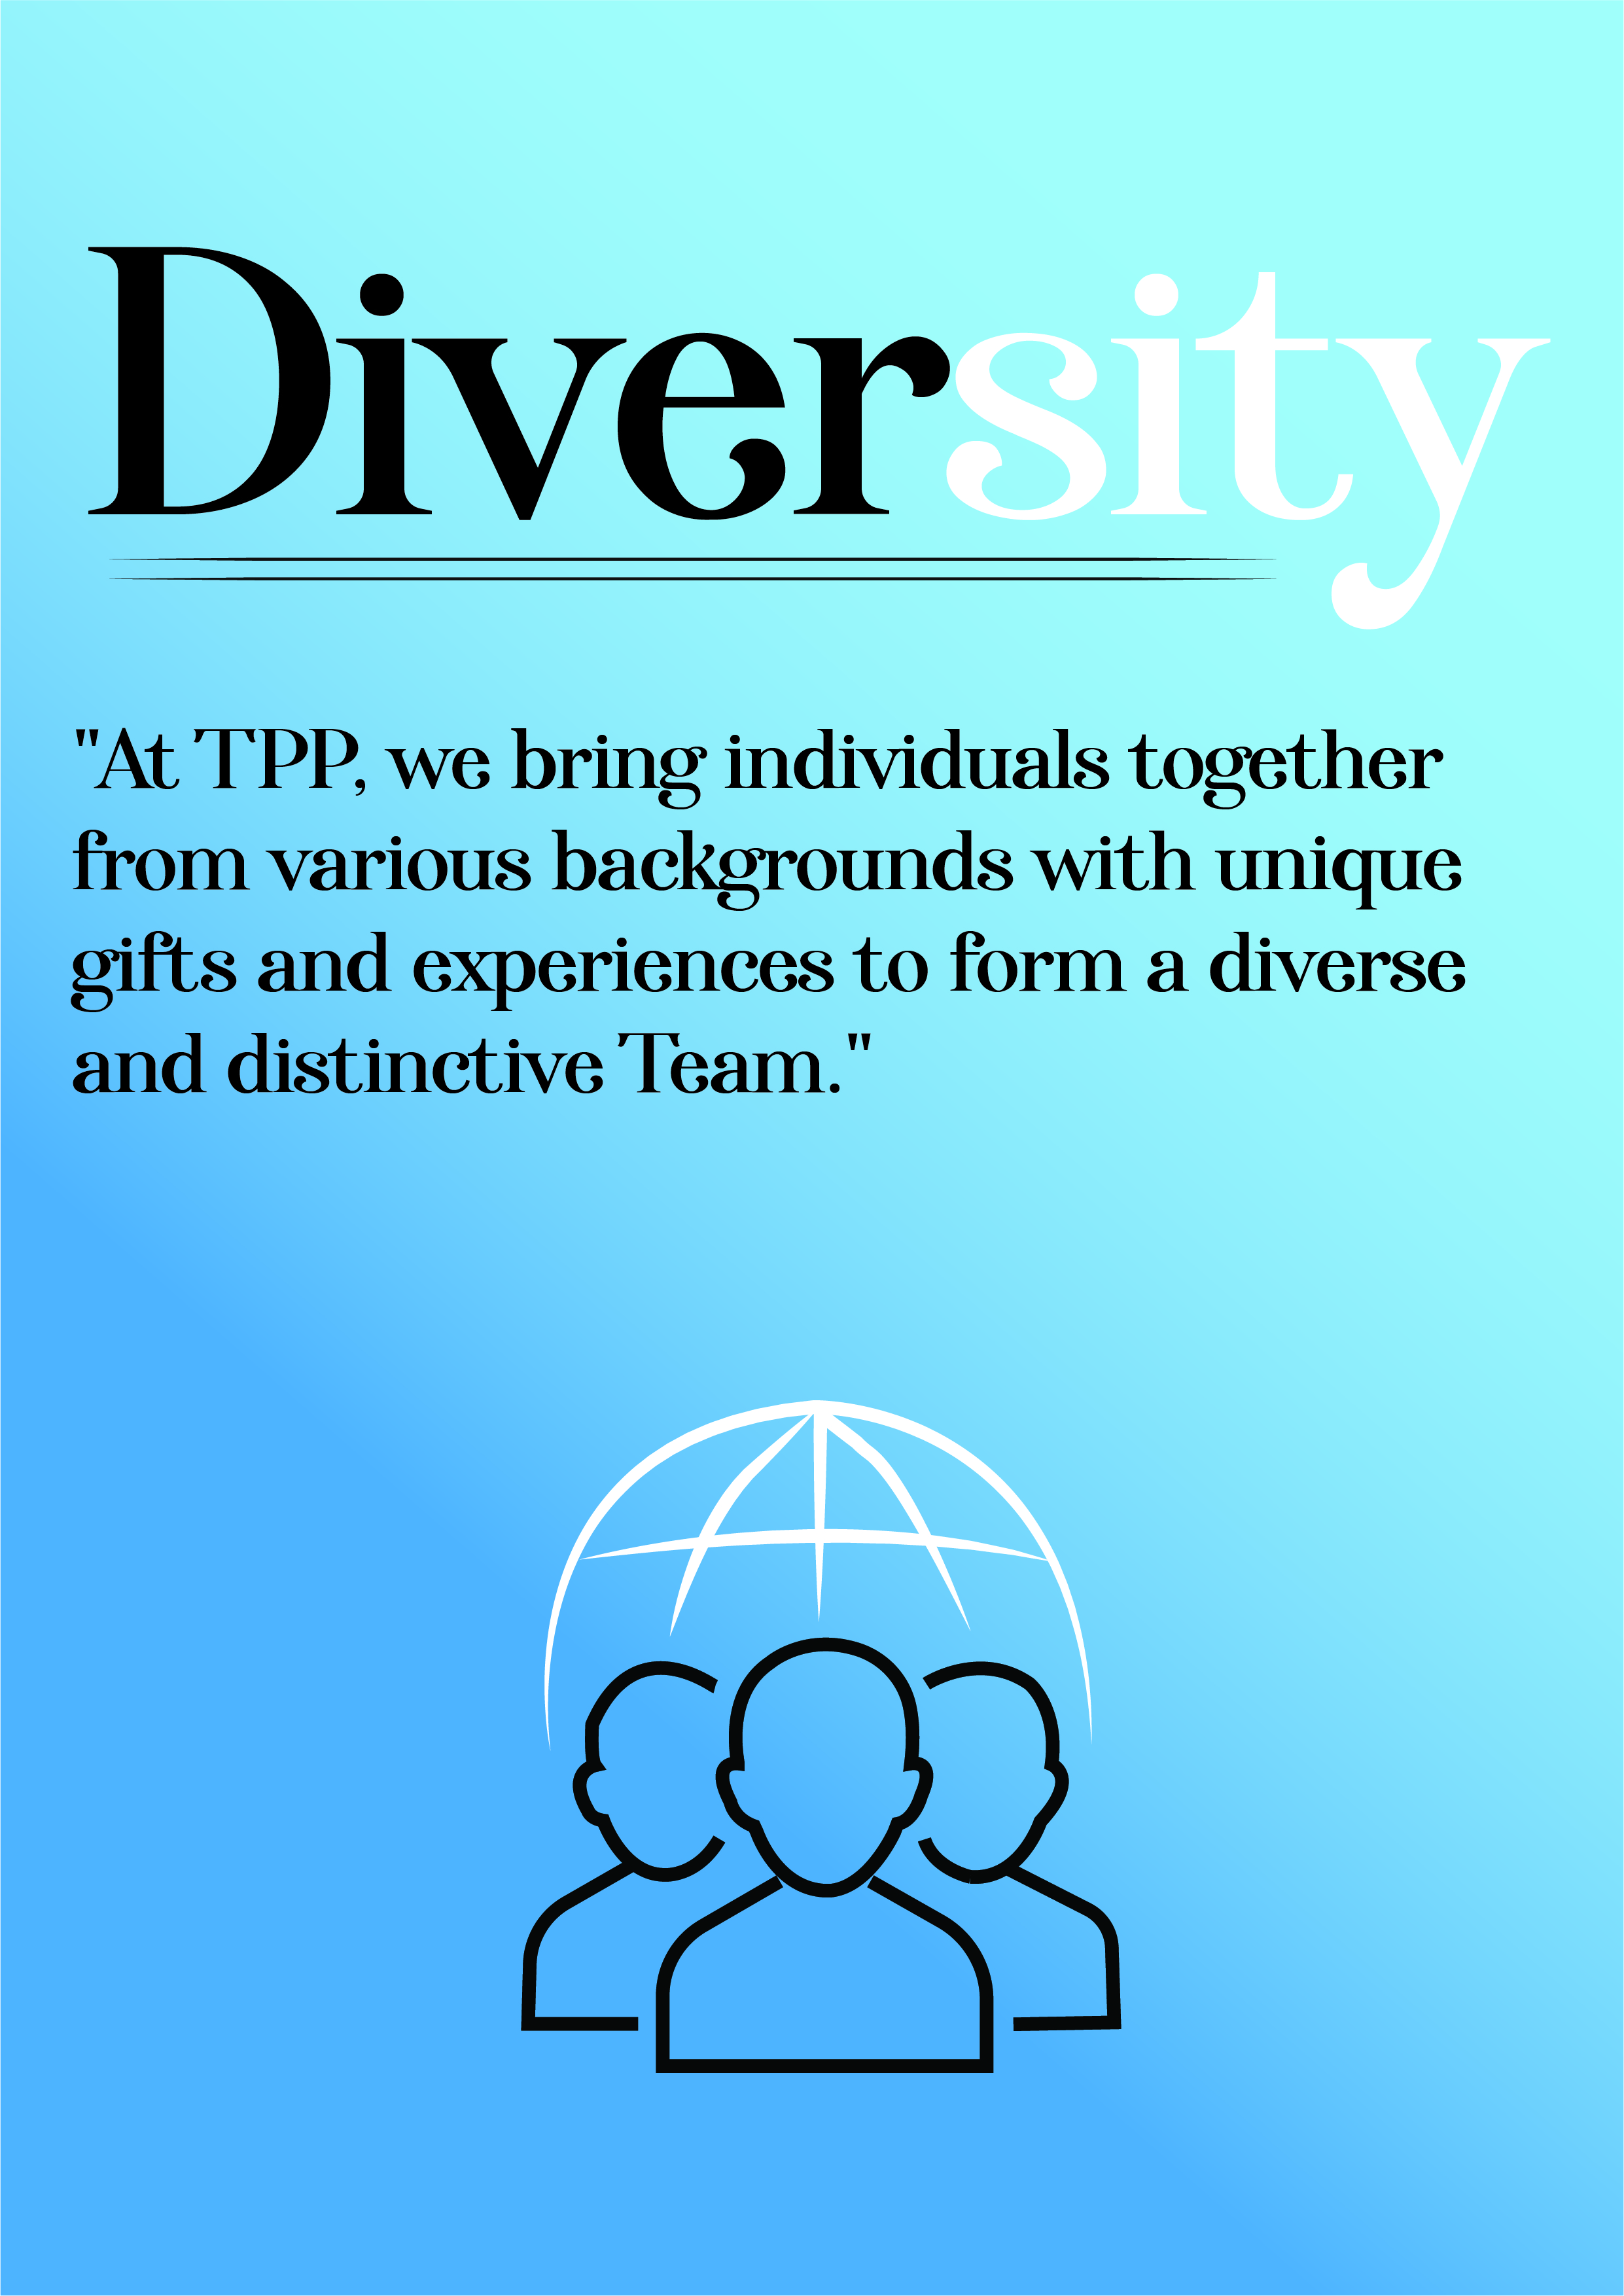 Diversity
"At TPP, we bring individuals together
from various backgrounds with unique
gifts and experiences to form a diverse
and distinctive Team."